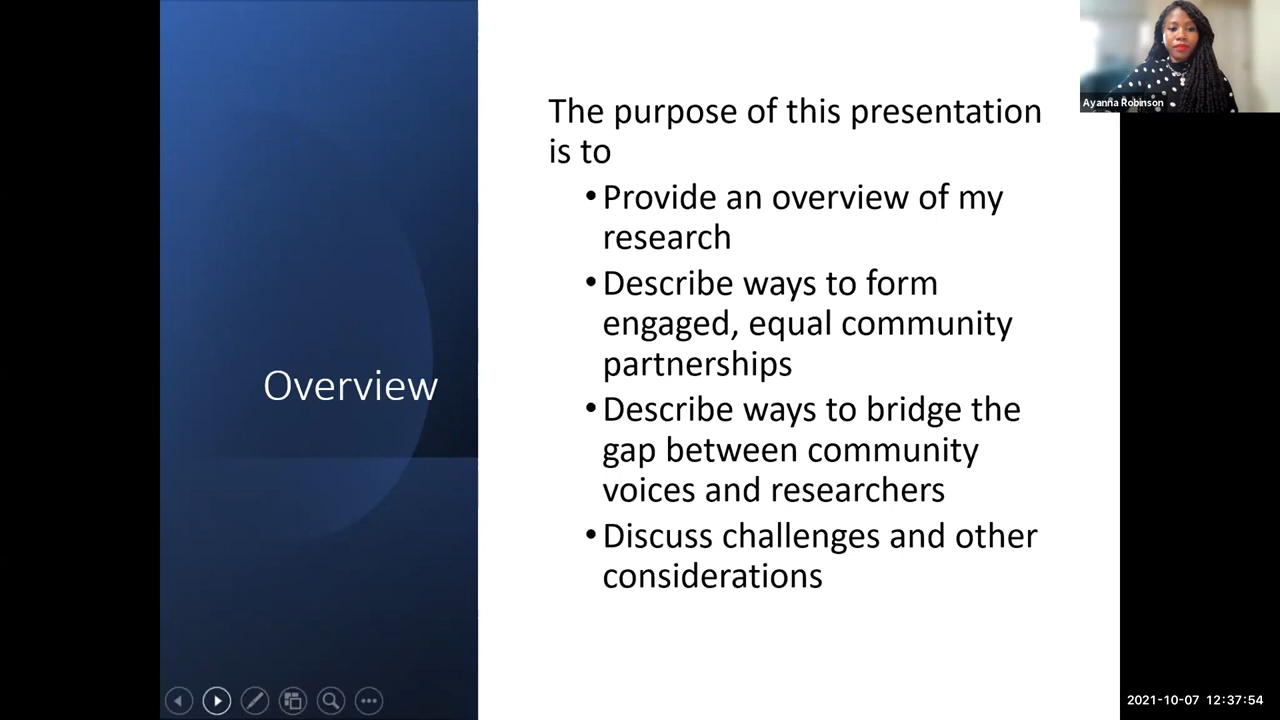 Ayanna Robinson
The purpose of this presentation
is to
•Provide an overview of my
research
•Describe ways to form
engaged, equal community
partnerships
•Describe ways to bridge the
gap between community
voices and researchers
•Discuss challenges and other
considerations
Overview
2021-10-07 12:37:54